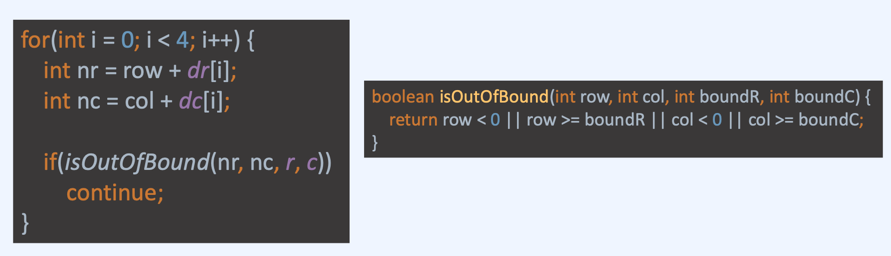 for(int i = 0; i < 4; i++) {
int nr = row + dr[i];
int nc = col + dc[i];
if(isOutOfBound(nr, nc, r, c))
continue;
}
boolean isOutOfBound(int row, int col, int boundR, int boundC) {
return row < 0 || row >= boundR || col < 0 || col >= boundC;
}